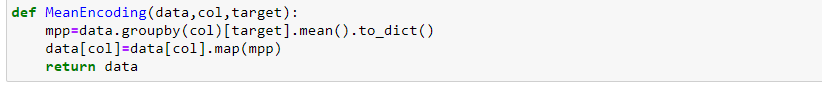 def MeanEncoding(data,col,target):
    mpp=data.groupby(col)[target].mean().to_dict()
    data[col]=data[col].map(mpp)
    return data